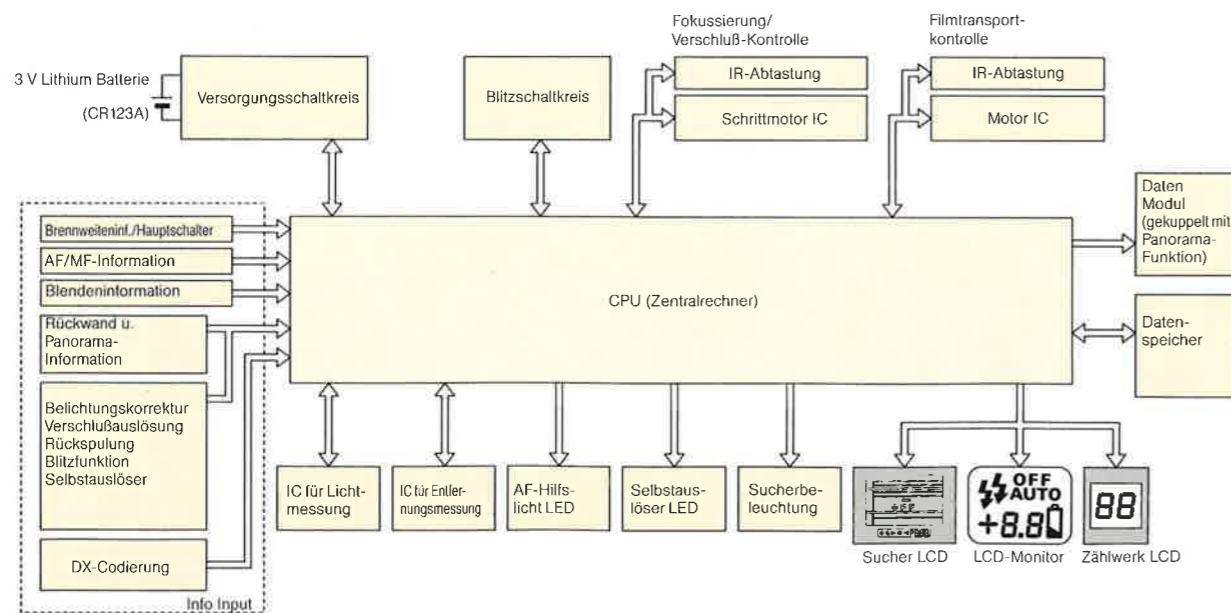 Fokussierung/
Verschluß-Kontrolle
Filmtransport-
kontrolle
3 V Lithium Batterie
(CR123A)
Versorgungsschaltkreis
Blitzschaltkreis
IR-Abtastung
Schrittmotor IC
IR-Abtastung
Motor IC
Brennweiteninf./Hauptschalter
AF/MF-Information
Blendeninformation
Rückwand u.
Panorama-
Information
Belichtungskorrektur
Verschlußauslösung
Rückspulung
Blitzfunktion
Selbstauslöser
DX-Codierung
Info Input
CPU (Zentralrechner)
Daten
Modul
(gekuppelt mit
Panorama-
Funktion)
Daten-
speicher
IC für Licht-
messung
IC für Entfer-
nungsmessung
AF-Hilfs-
licht LED
Selbstaus-
löser LED
Sucherbe-
leuchtung
Sucher LCD
OFF
AUTO
+8.8
LCD-Monitor
88
Zählwerk LCD